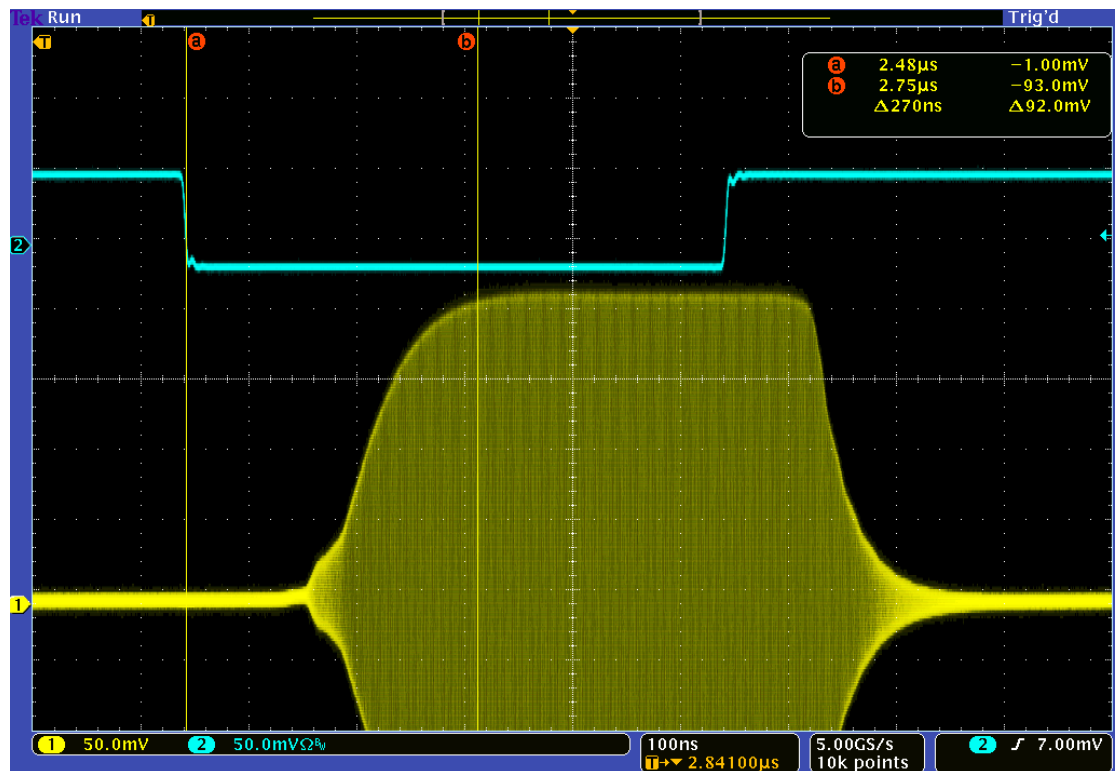 Tek Run T Trig'd
T a b
a 2.48μs −1.00mV
b 2.75μs −93.0mV
Δ270ns Δ92.0mV
2
1
1 50.0mV 2 50.0mVΩBW 100ns 5.00GS/s 2 ∫ 7.00mV
T→▼ 2.84100μs 10k points